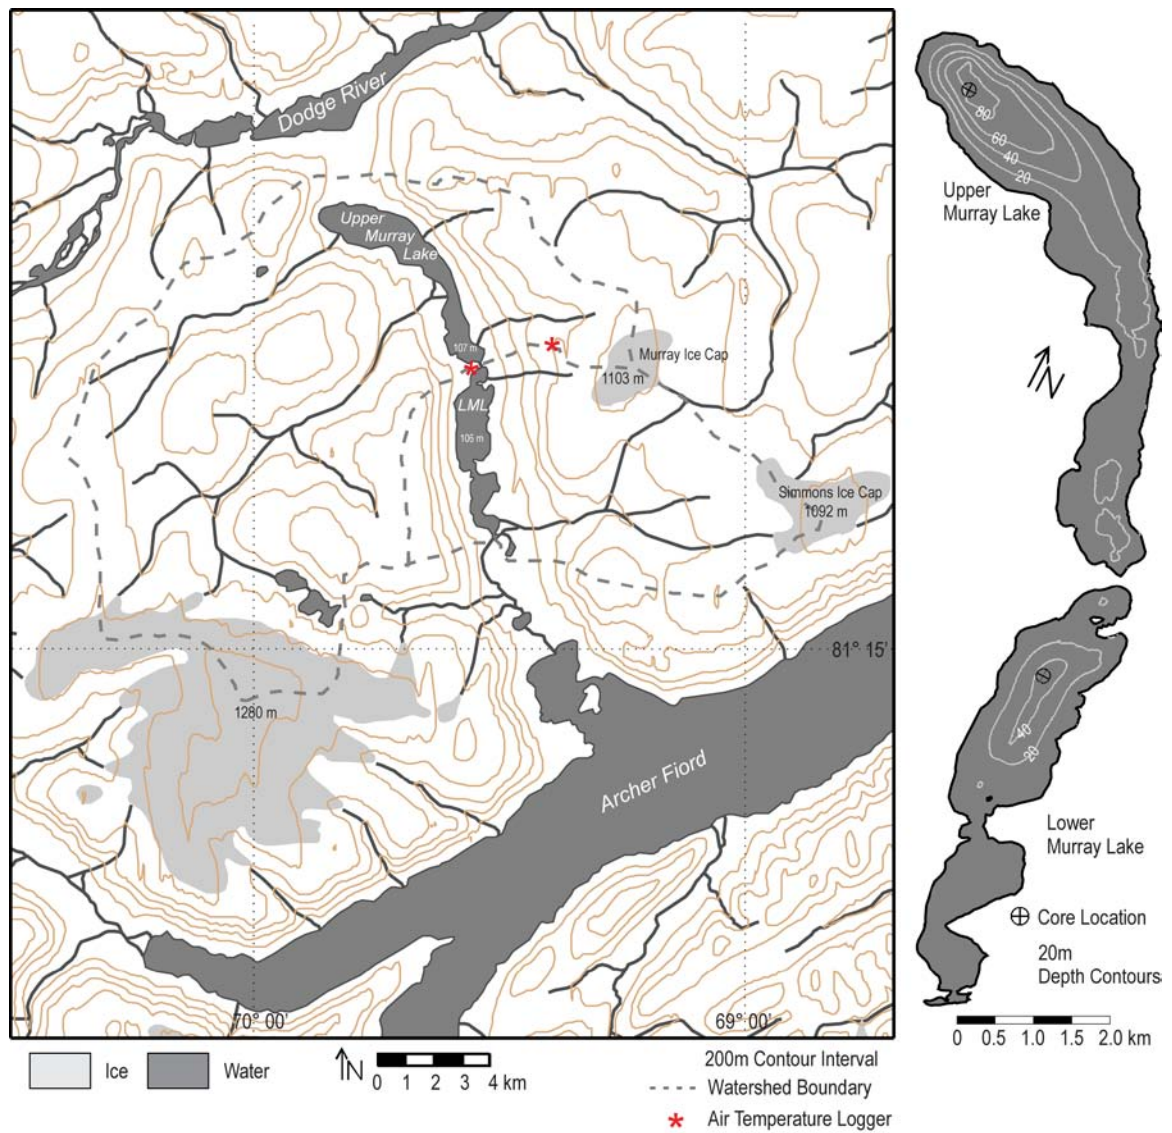 Dodge River
Upper
Murray
Lake
107 m
LML
106 m
Murray Ice Cap
1103 m
Simmons Ice Cap
1092 m
81° 15'
1280 m
Archer Fiord
70° 00'
69° 00'
80
60
40
20
Upper
Murray Lake
N
40
20
Lower
Murray Lake
Core Location
20m
Depth Contours
0 0.5 1.0 1.5 2.0 km
Ice
Water
N
0 1 2 3 4 km
200m Contour Interval
Watershed Boundary
Air Temperature Logger